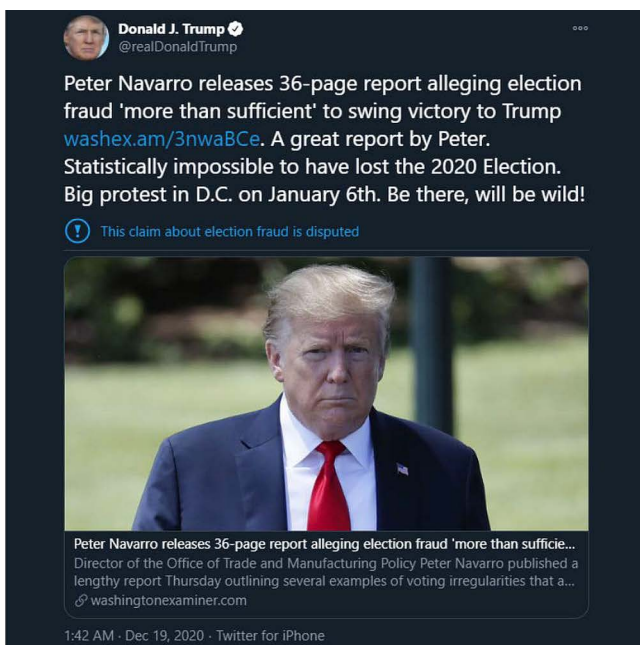 Donald J. Trump
@realDonaldTrump
Peter Navarro releases 36-page report alleging election
fraud 'more than sufficient' to swing victory to Trump
washex.am/3nwaBCe. A great report by Peter.
Statistically impossible to have lost the 2020 Election.
Big protest in D.C. on January 6th. Be there, will be wild!
This claim about election fraud is disputed
Peter Navarro releases 36-page report alleging election fraud 'more than sufficie...
Director of the Office of Trade and Manufacturing Policy Peter Navarro published a
lengthy report Thursday outlining several examples of voting irregularities that a...
washingtonexaminer.com
1:42 AM · Dec 19, 2020 · Twitter for iPhone